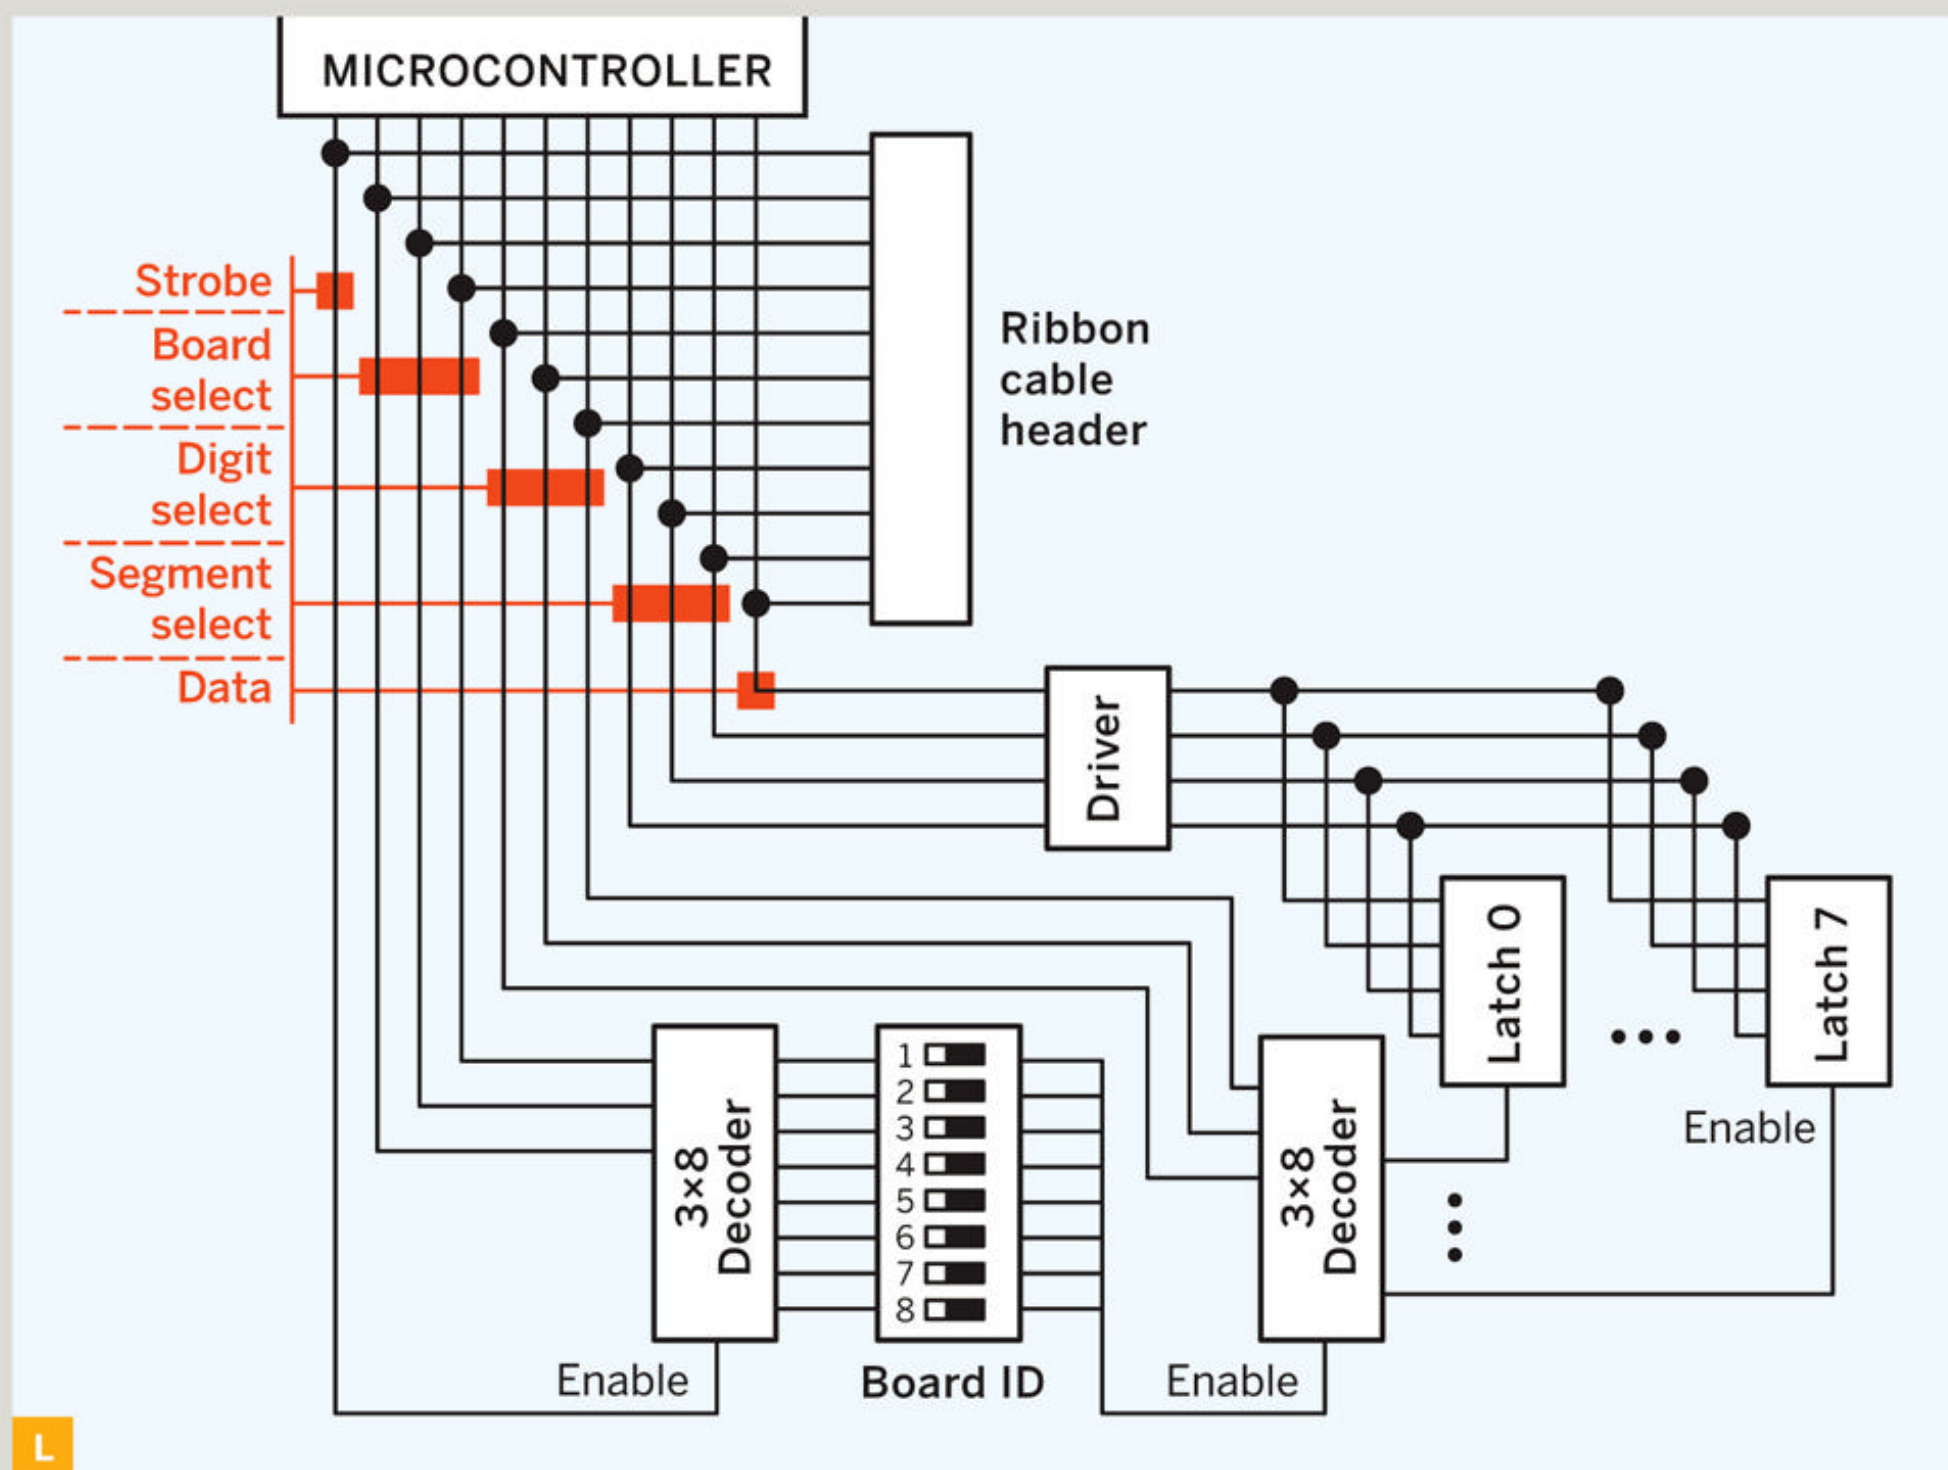 MICROCONTROLLER
Strobe
Board
select
Digit
select
Segment
select
Data
Ribbon
cable
header
Driver
Latch 0
Latch 7
Enable
3×8
Decoder
1
2
3
4
5
6
7
8
3×8
Decoder
Enable
Board ID
Enable
L